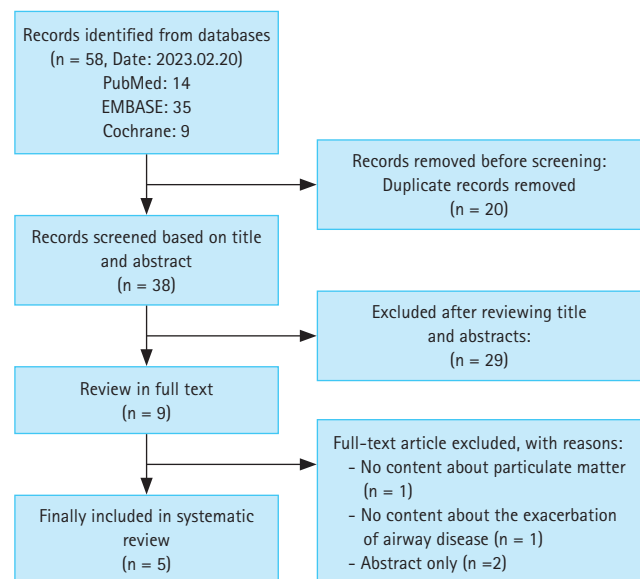 Records identified from databases
(n = 58, Date: 2023.02.20)
PubMed: 14
EMBASE: 35
Cochrane: 9
Records removed before screening:
Duplicate records removed
(n = 20)
Records screened based on title
and abstract
(n = 38)
Excluded after reviewing title
and abstracts:
(n = 29)
Review in full text
(n = 9)
Full-text article excluded, with reasons:
- No content about particulate matter
(n = 1)
- No content about the exacerbation
of airway disease (n = 1)
- Abstract only (n =2)
Finally included in systematic
review
(n = 5)